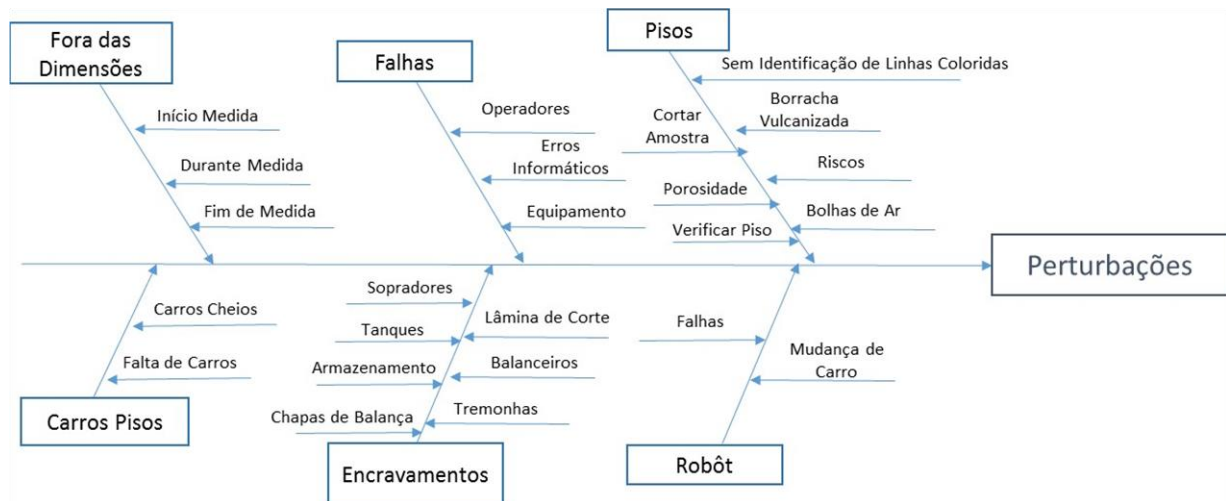 Fora das
Dimensões
Início Medida
Durante Medida
Fim de Medida
Falhas
Operadores
Erros
Informáticos
Equipamento
Pisos
Sem Identificação de Linhas Coloridas
Cortar
Amostra
Borracha
Vulcanizada
Riscos
Porosidade
Bolhas de Ar
Verificar Piso
Perturbações
Carros Cheios
Falta de Carros
Carros Pisos
Sopradores
Tanques
Lâmina de Corte
Armazenamento
Balanceiros
Chapas de Balança
Tremonhas
Encravamentos
Falhas
Mudança de
Carro
Robôt